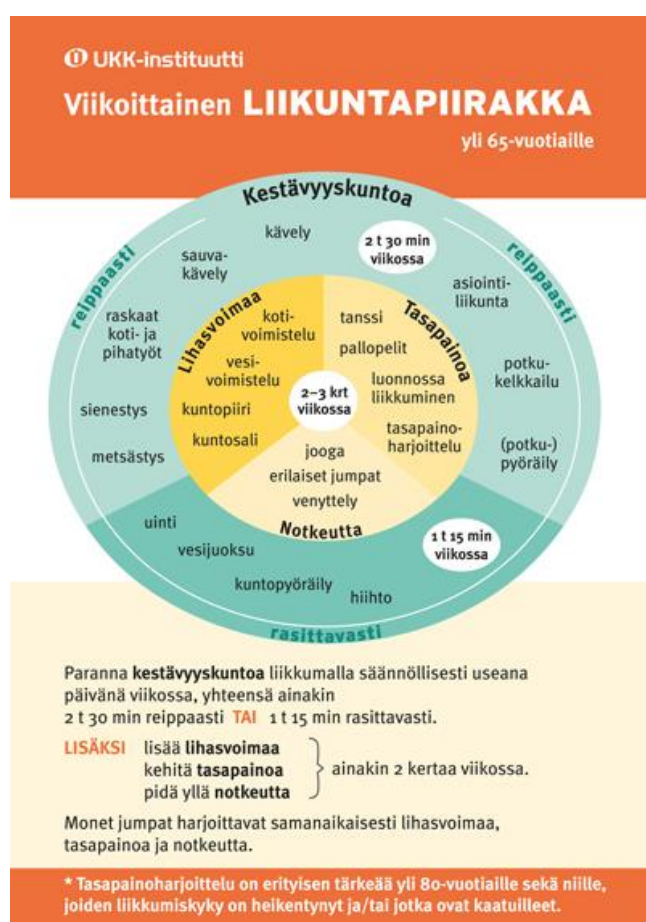 UKK-instituutti
Viikoittainen LIIKUNTAPIIRAKKA
yli 65-vuotiaille
Kestävyyskuntoa
reippaasti
reippaasti
kävely
2 t 30 min
viikossa
sauva-
kävely
asiointi-
liikunta
raskaat
koti- ja
pihatyöt
potku-
kelkkailu
sienestys
metsästys
(potku-)
pyöräily
Lihasvoimaa
koti-
voimistelu
vesi-
voimistelu
kuntopiiri
kuntosali
Tasapainoa
tanssi
pallopelit
luonnossa
liikkuminen
tasapaino-
harjoittelu
2–3 krt
viikossa
jooga
erilaiset jumpat
venyttely
Notkeutta
uinti
vesijuoksu
kuntopyöräily
hiihto
1 t 15 min
viikossa
rasittavasti
Paranna kestävyyskuntoa liikkumalla säännöllisesti useana
päivänä viikossa, yhteensä ainakin
2 t 30 min reippaasti TAI 1 t 15 min rasittavasti.
LISÄKSI lisää lihasvoimaa
kehitä tasapainoa
pidä yllä notkeutta
ainakin 2 kertaa viikossa.
Monet jumpat harjoittavat samanaikaisesti lihasvoimaa,
tasapainoa ja notkeutta.
* Tasapainoharjoittelu on erityisen tärkeää yli 80-vuotiaille sekä niille,
joiden liikkumiskyky on heikentynyt ja/tai jotka ovat kaatuilleet.